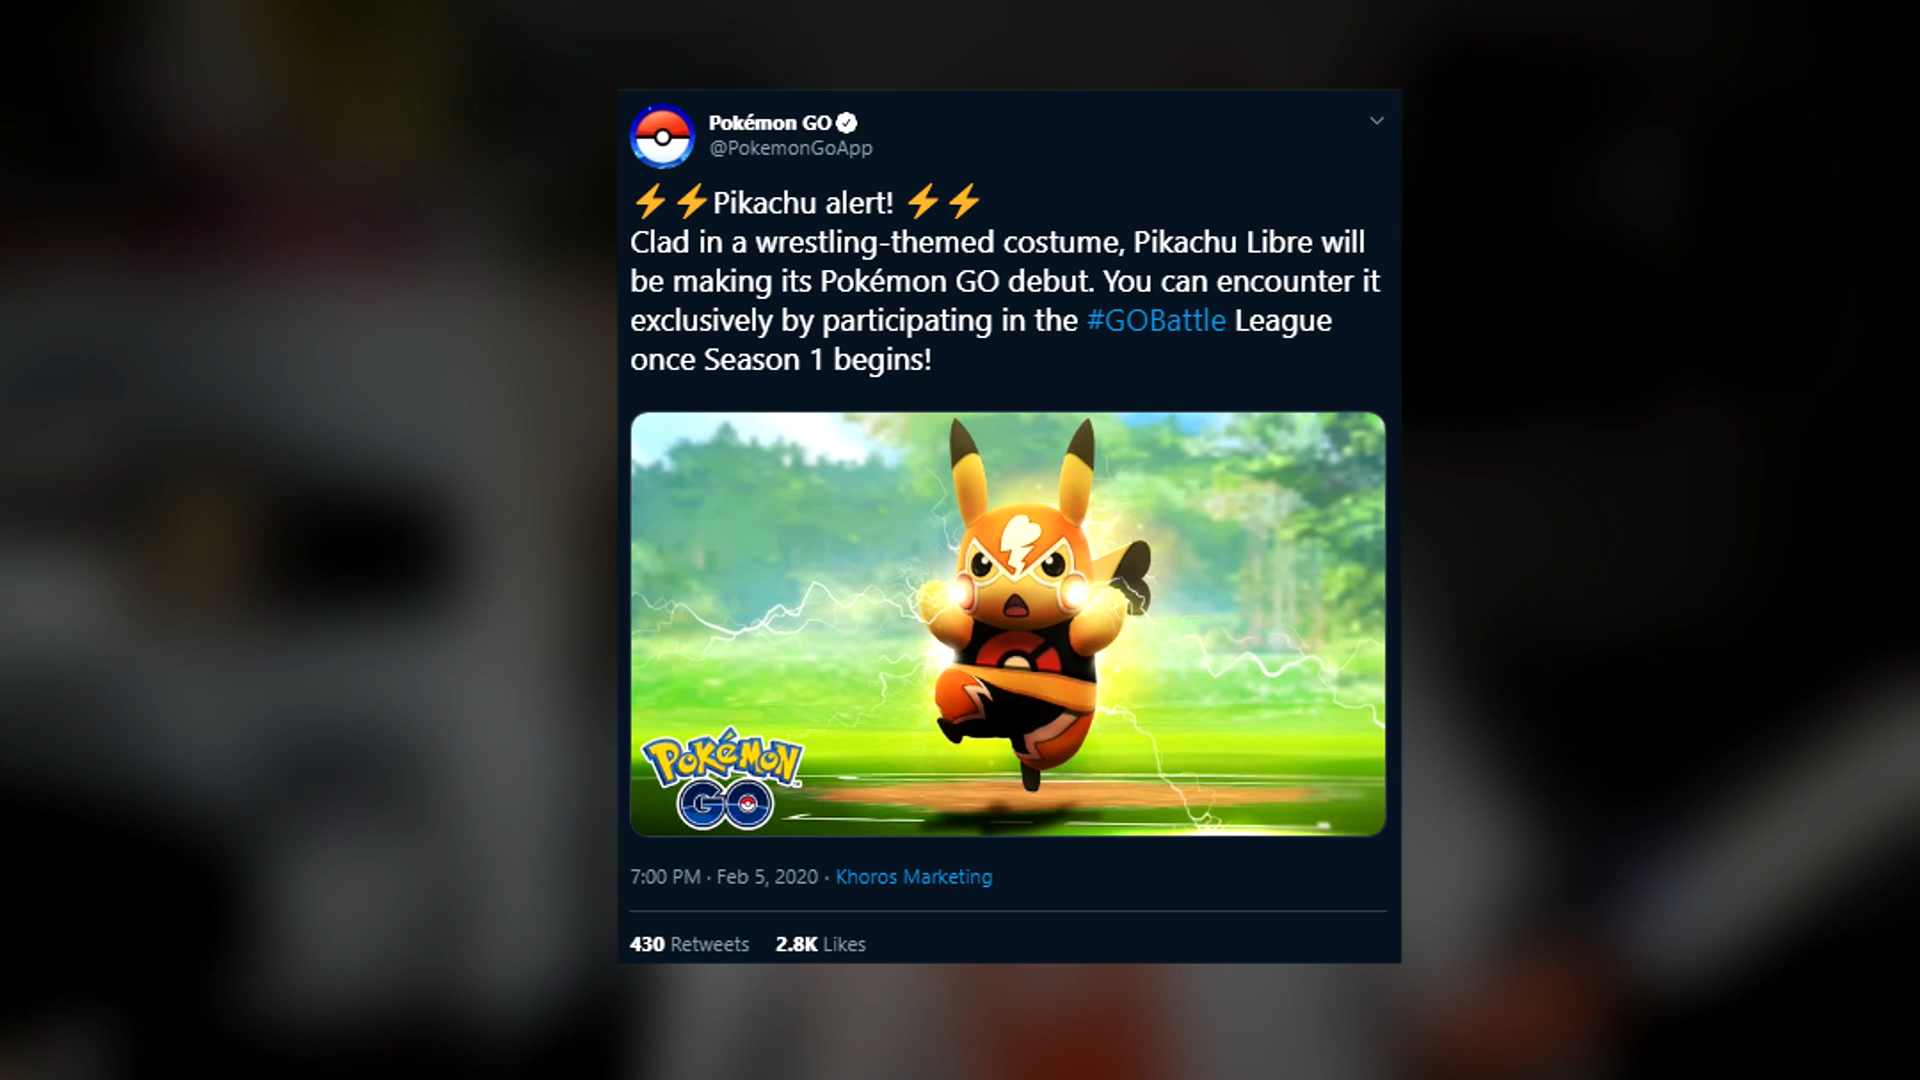 Pokémon GO
@PokemonGoApp
⚡⚡Pikachu alert! ⚡⚡
Clad in a wrestling-themed costume, Pikachu Libre will
be making its Pokémon GO debut. You can encounter it
exclusively by participating in the #GOBattle League
once Season 1 begins!
POKÉMON
GO
7:00 PM · Feb 5, 2020 · Khoros Marketing
430 Retweets 2.8K Likes